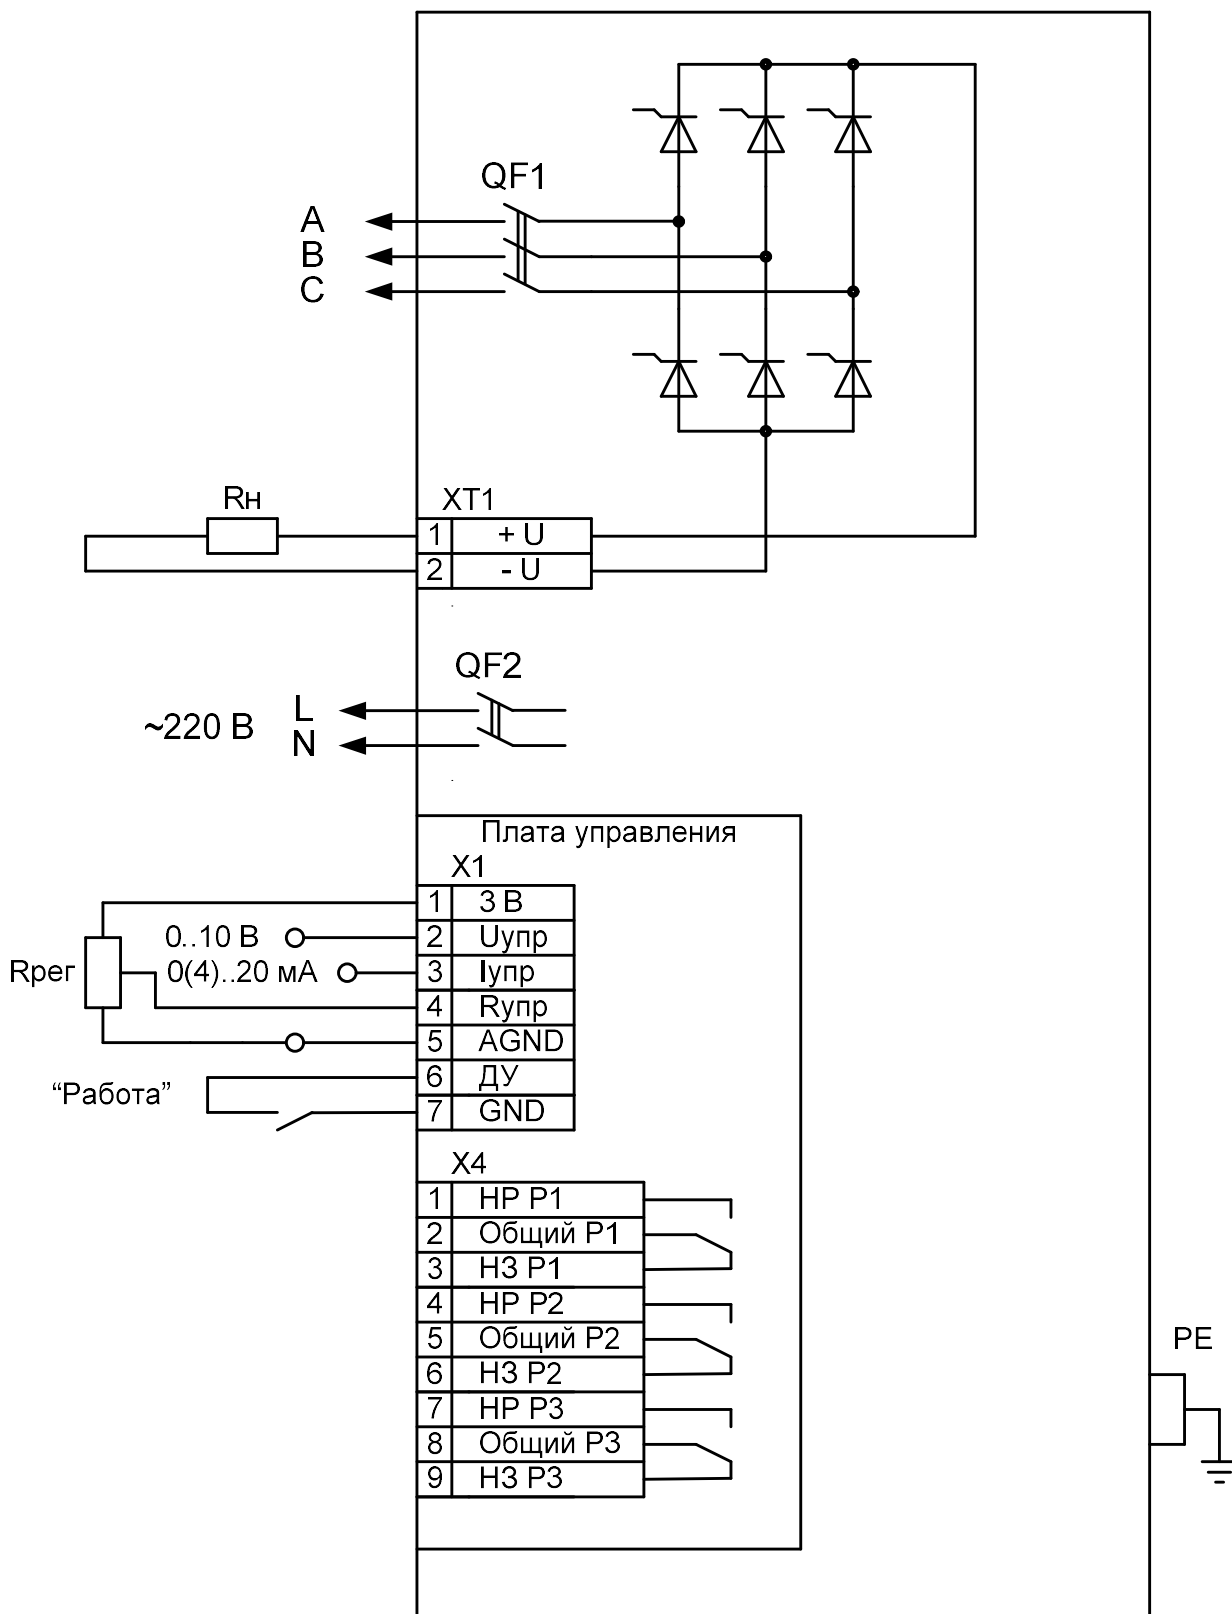 QF1
A
B
C
Rн
XT1
1 + U
2 - U
QF2
~220 В
L
N
Плата управления
X1
1 3 В
0..10 В 2 Uупр
Rрег 0(4)..20 мА 3 Iупр
4 Rупр
5 AGND
6 ДУ
“Работа”
7 GND
X4
1 НР Р1
2 Общий Р1
3 НЗ Р1
4 НР Р2
5 Общий Р2
6 НЗ Р2
7 НР Р3
8 Общий Р3
9 НЗ Р3
PE